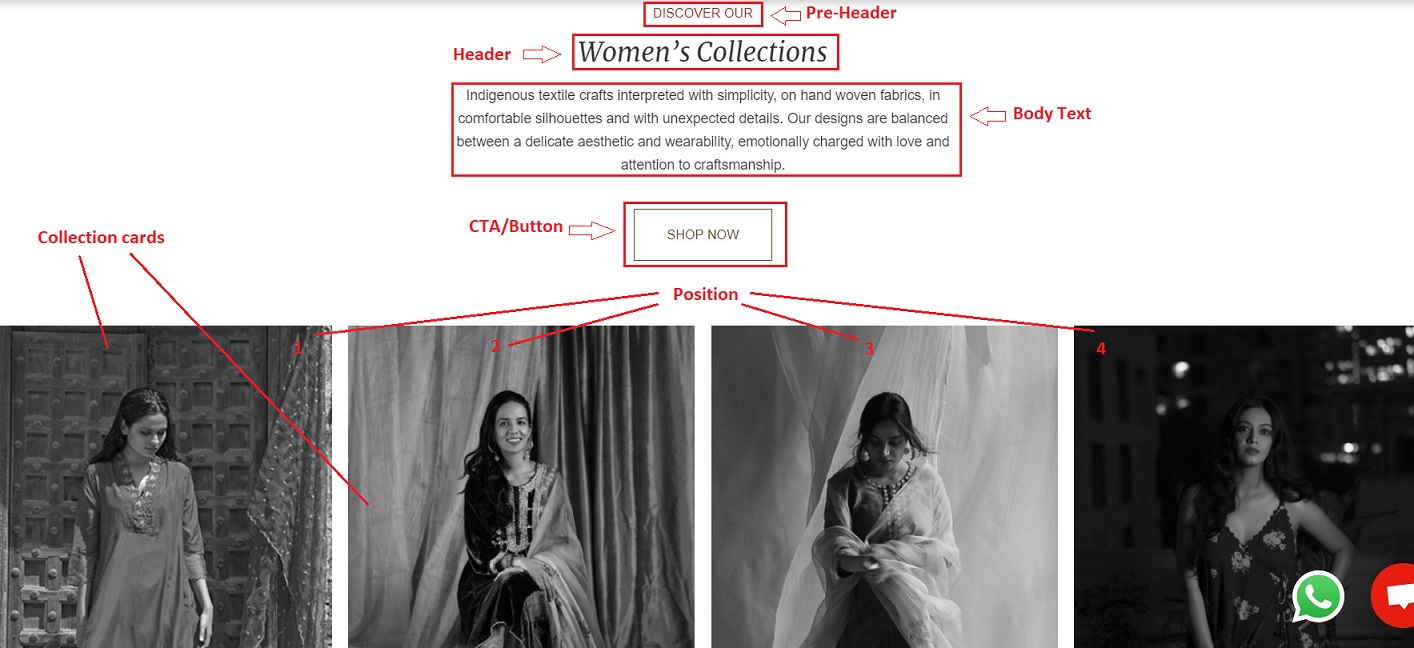 DISCOVER OUR
Pre-Header
Header
Women’s Collections
Indigenous textile crafts interpreted with simplicity, on hand woven fabrics, in
comfortable silhouettes and with unexpected details. Our designs are balanced
between a delicate aesthetic and wearability, emotionally charged with love and
attention to craftsmanship.
Body Text
CTA/Button
SHOP NOW
Collection cards
Position
1
2
3
4